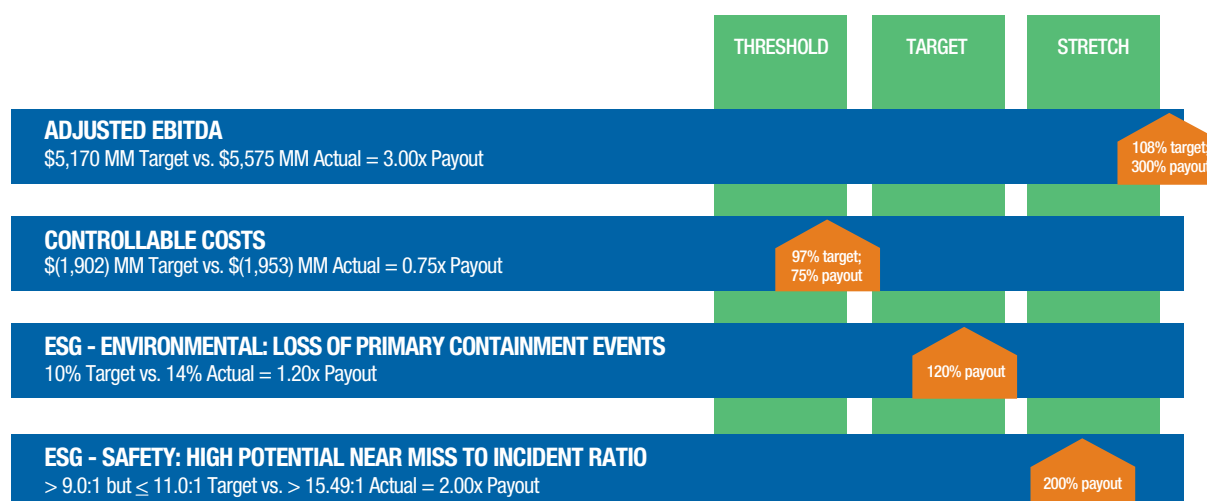 THRESHOLD TARGET STRETCH
ADJUSTED EBITDA
$5,170 MM Target vs. $5,575 MM Actual = 3.00x Payout
108% target;
300% payout
CONTROLLABLE COSTS
$(1,902) MM Target vs. $(1,953) MM Actual = 0.75x Payout
97% target;
75% payout
ESG - ENVIRONMENTAL: LOSS OF PRIMARY CONTAINMENT EVENTS
10% Target vs. 14% Actual = 1.20x Payout
120% payout
ESG - SAFETY: HIGH POTENTIAL NEAR MISS TO INCIDENT RATIO
> 9.0:1 but ≤ 11.0:1 Target vs. > 15.49:1 Actual = 2.00x Payout
200% payout